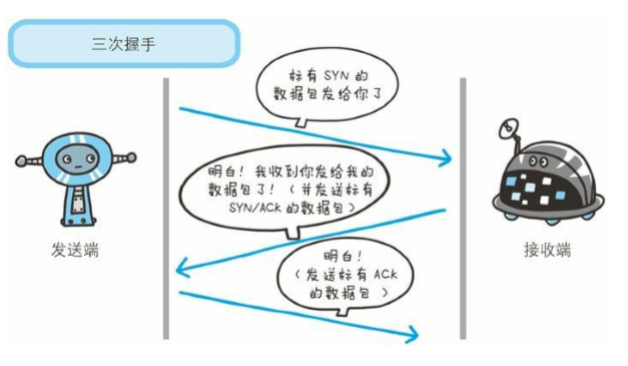 三次握手
标有 SYN 的
数据包发给你了
明白！我收到你发给我的
数据包了！（并发送标有
SYN/ACK 的数据包）
发送端
接收端
明白！
（发送标有 ACK
的数据包 ）